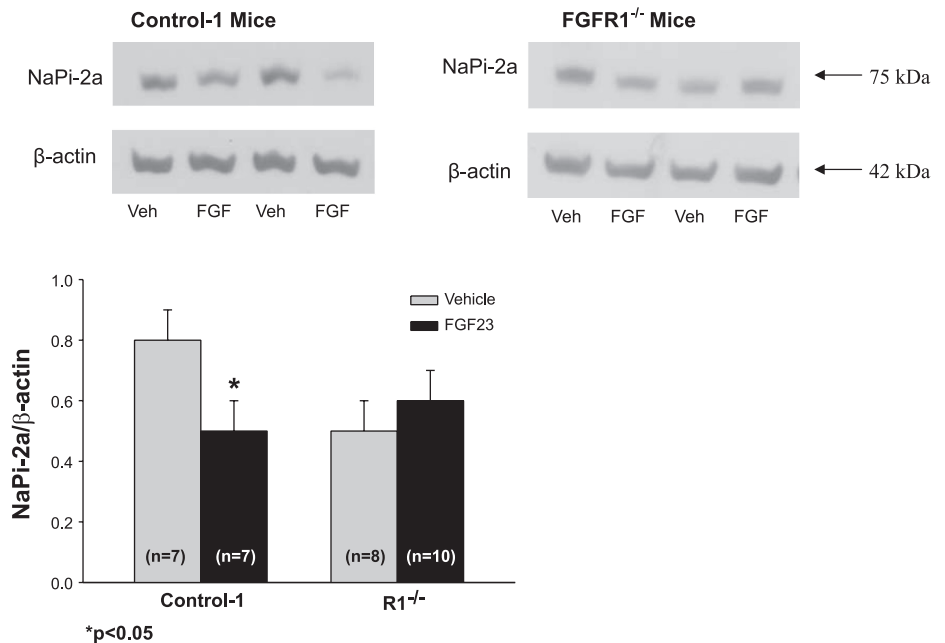 Control-1 Mice
NaPi-2a
β-actin
Veh FGF Veh FGF
FGFR1-/- Mice
NaPi-2a
75 kDa
β-actin
42 kDa
Veh FGF Veh FGF
1.0
0.8
0.6
0.4
0.2
0.0
NaPi-2a/β-actin
Vehicle
FGF23
*
(n=7) (n=7) (n=8) (n=10)
Control-1 R1-/-
*p<0.05